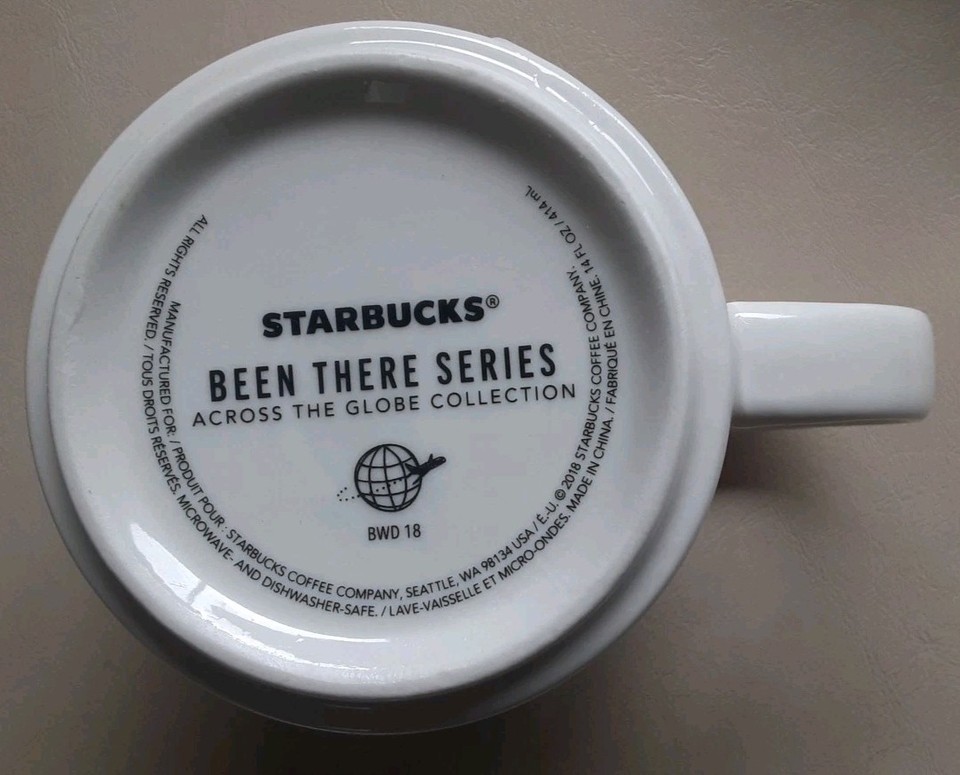 STARBUCKS®
BEEN THERE SERIES
ACROSS THE GLOBE COLLECTION
BWD 18
MANUFACTURED FOR: / PRODUIT POUR : STARBUCKS COFFEE COMPANY, SEATTLE, WA 98134 USA / É.-U. © 2018 STARBUCKS COFFEE COMPANY. 14 FL OZ / 414 mL
ALL RIGHTS RESERVED. / TOUS DROITS RÉSERVÉS. MICROWAVE- AND DISHWASHER-SAFE. / LAVE-VAISSELLE ET MICRO-ONDES. MADE IN CHINA. / FABRIQUÉ EN CHINE.